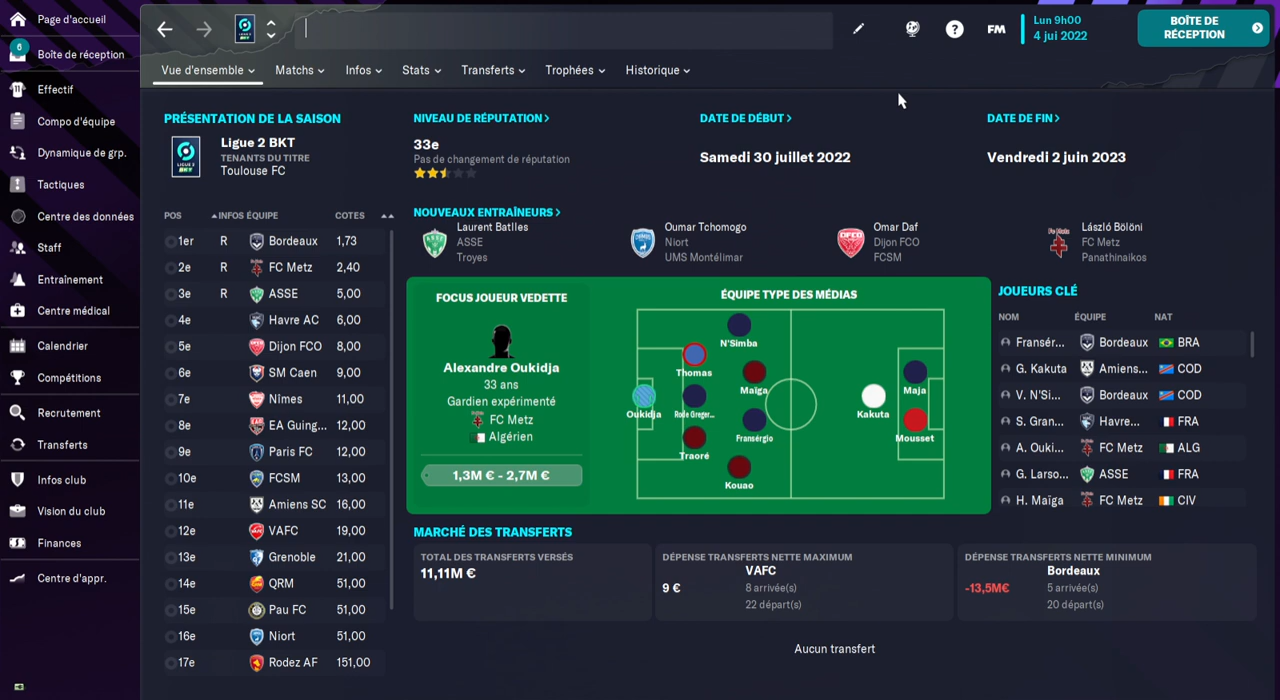 Page d'accueil
6
Boîte de réception
Effectif
Compo d'équipe
Dynamique de grp.
Tactiques
Centre des données
Staff
Entraînement
Centre médical
Calendrier
Compétitions
Recrutement
Transferts
Infos club
Vision du club
Finances
Centre d'appr.
FM
Lun 9h00
4 jui 2022
BOÎTE DE
RÉCEPTION
Vue d'ensemble Matchs Infos Stats Transferts Trophées Historique
PRÉSENTATION DE LA SAISON
Ligue 2 BKT
TENANTS DU TITRE
Toulouse FC
NIVEAU DE RÉPUTATION
33e
Pas de changement de réputation
DATE DE DÉBUT
Samedi 30 juillet 2022
DATE DE FIN
Vendredi 2 juin 2023
POS INFOS ÉQUIPE COTES
1er R Bordeaux 1,73
2e R FC Metz 2,40
3e R ASSE 5,00
4e Havre AC 6,00
5e Dijon FCO 8,00
6e SM Caen 9,00
7e Nîmes 11,00
8e EA Guing... 12,00
9e Paris FC 12,00
10e FCSM 13,00
11e Amiens SC 16,00
12e VAFC 19,00
13e Grenoble 21,00
14e QRM 51,00
15e Pau FC 51,00
16e Niort 51,00
17e Rodez AF 151,00
NOUVEAUX ENTRAÎNEURS
Laurent Batlles
ASSE
Troyes
Oumar Tchomogo
Niort
UMS Montélimar
Omar Daf
Dijon FCO
FCSM
László Bölöni
FC Metz
Panathinaikos
FOCUS JOUEUR VEDETTE
Alexandre Oukidja
33 ans
Gardien expérimenté
FC Metz
Algérien
1,3M € - 2,7M €
ÉQUIPE TYPE DES MÉDIAS
N'Simba
Thomas
Maïga
Oukidja
Rode Greger...
Fransérgio
Traoré
Kouao
Kakuta
Maja
Mousset
JOUEURS CLÉ
NOM ÉQUIPE NAT
Fransér... Bordeaux BRA
G. Kakuta Amiens... COD
V. N'Si... Bordeaux COD
S. Gran... Havre... FRA
A. Ouki... FC Metz ALG
G. Larso... ASSE FRA
H. Maïga FC Metz CIV
MARCHÉ DES TRANSFERTS
TOTAL DES TRANSFERTS VERSÉS
11,11M €
DÉPENSE TRANSFERTS NETTE MAXIMUM
9 €
VAFC
8 arrivée(s)
22 départ(s)
DÉPENSE TRANSFERTS NETTE MINIMUM
-13,5M€
Bordeaux
5 arrivée(s)
20 départ(s)
Aucun transfert